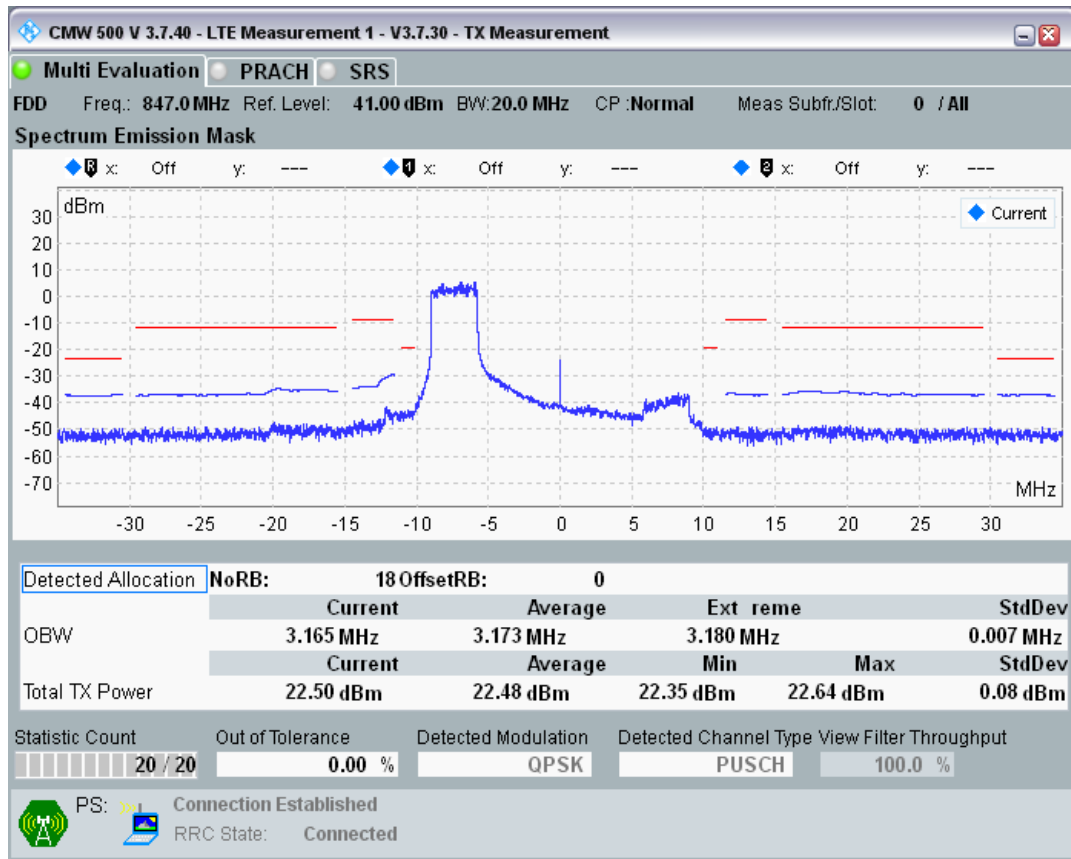 CMW 500 V 3.7.40 - LTE Measurement 1 - V3.7.30 - TX Measurement
Multi Evaluation PRACH SRS
FDD Freq.: 847.0 MHz Ref. Level: 41.00 dBm BW:20.0 MHz CP :Normal Meas Subfr./Slot: 0 / All
Spectrum Emission Mask
R x: Off y: --- 1 x: Off y: --- 2 x: Off y: ---
dBm
Current
30
20
10
0
-10
-20
-30
-40
-50
-60
-70
MHz
-30 -25 -20 -15 -10 -5 0 5 10 15 20 25 30
Detected Allocation NoRB: 18 OffsetRB: 0
Current Average Ext reme StdDev
OBW 3.165 MHz 3.173 MHz 3.180 MHz 0.007 MHz
Current Average Min Max StdDev
Total TX Power 22.50 dBm 22.48 dBm 22.35 dBm 22.64 dBm 0.08 dBm
Statistic Count Out of Tolerance Detected Modulation Detected Channel Type View Filter Throughput
20 / 20 0.00 % QPSK PUSCH 100.0 %
PS: Connection Established
RRC State: Connected